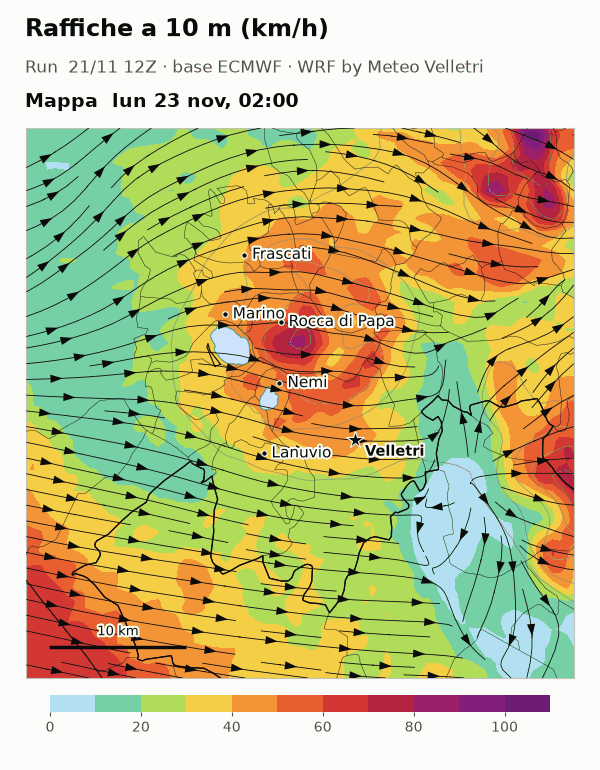 Raffiche a 10 m (km/h)
Run  21/11 12Z · base ECMWF · WRF by Meteo Velletri
Mappa  lun 23 nov, 02:00
Frascati
Marino
Rocca di Papa
Nemi
Velletri
Lanuvio
10 km
0 20 40 60 80 100